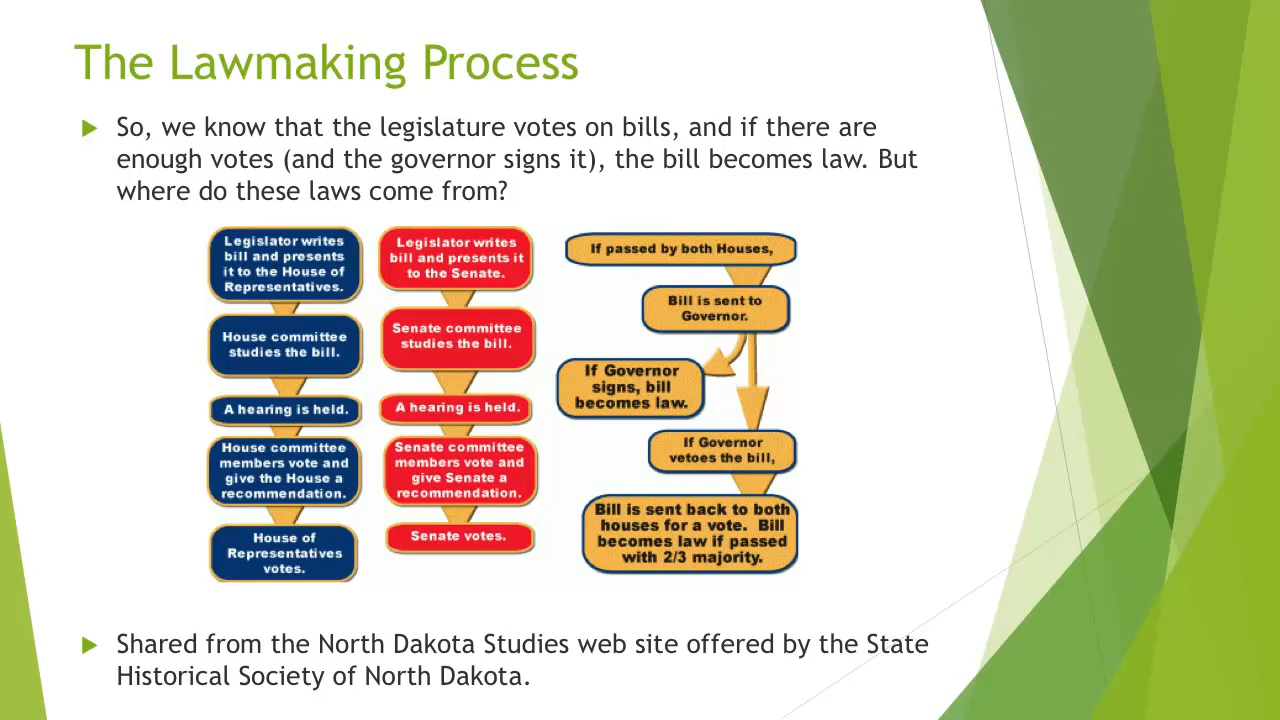 The Lawmaking Process
So, we know that the legislature votes on bills, and if there are
enough votes (and the governor signs it), the bill becomes law. But
where do these laws come from?
Legislator writes
bill and presents
it to the House of
Representatives.
House committee
studies the bill.
A hearing is held.
House committee
members vote and
give the House a
recommendation.
House of
Representatives
votes.
Legislator writes
bill and presents it
to the Senate.
Senate committee
studies the bill.
A hearing is held.
Senate committee
members vote and
give Senate a
recommendation.
Senate votes.
If passed by both Houses,
Bill is sent to
Governor.
If Governor
signs, bill
becomes law.
If Governor
vetoes the bill,
Bill is sent back to both
houses for a vote. Bill
becomes law if passed
with 2/3 majority.
Shared from the North Dakota Studies web site offered by the State
Historical Society of North Dakota.